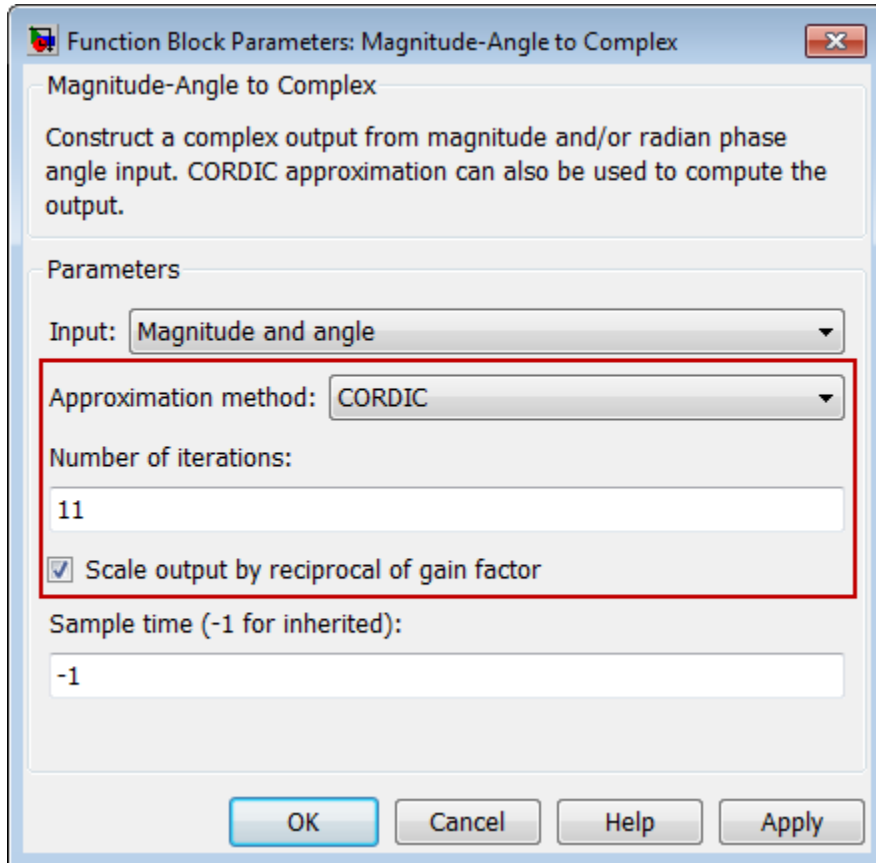 Function Block Parameters: Magnitude-Angle to Complex
Magnitude-Angle to Complex
Construct a complex output from magnitude and/or radian phase
angle input. CORDIC approximation can also be used to compute the
output.
Parameters
Input: Magnitude and angle
Approximation method: CORDIC
Number of iterations:
11
Scale output by reciprocal of gain factor
Sample time (-1 for inherited):
-1
OK Cancel Help Apply